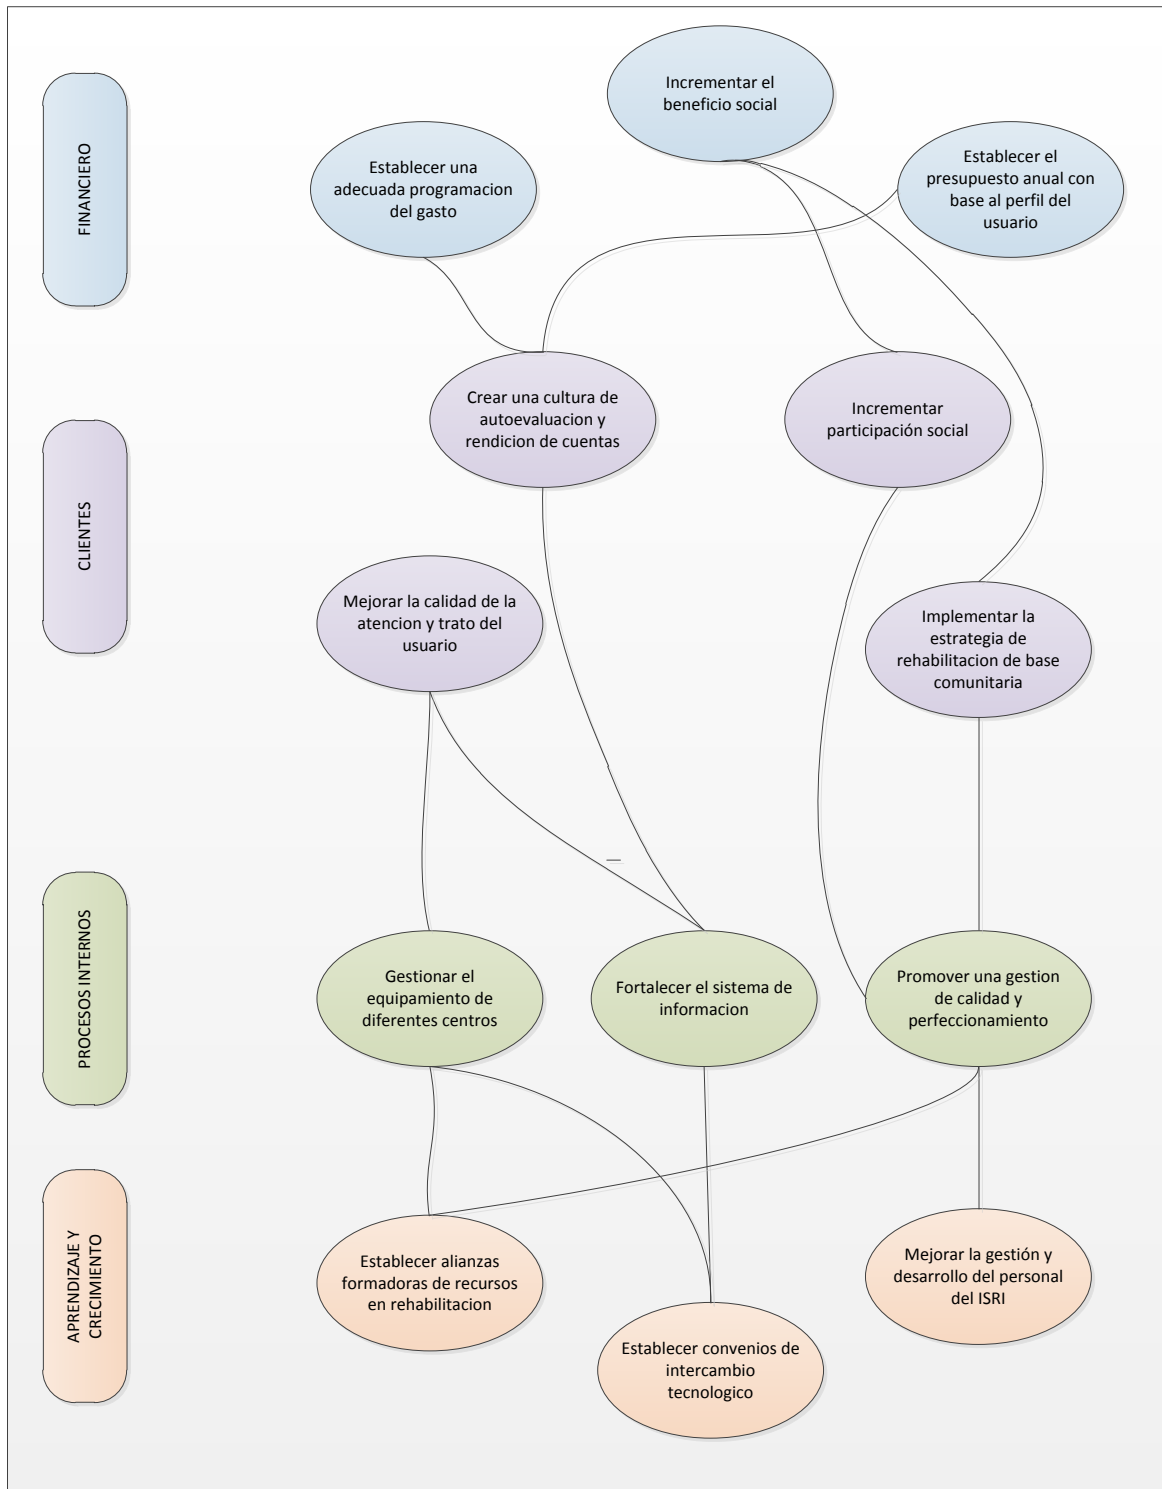 FINANCIERO
Incrementar el
beneficio social
Establecer una
adecuada programacion
del gasto
Establecer el
presupuesto anual con
base al perfil del
usuario
CLIENTES
Crear una cultura de
autoevaluacion y
rendicion de cuentas
Incrementar
participación social
Mejorar la calidad de la
atencion y trato del
usuario
Implementar la
estrategia de
rehabilitacion de base
comunitaria
PROCESOS INTERNOS
Gestionar el
equipamiento de
diferentes centros
Fortalecer el sistema de
informacion
Promover una gestion
de calidad y
perfeccionamiento
APRENDIZAJE Y
CRECIMIENTO
Establecer alianzas
formadoras de recursos
en rehabilitacion
Establecer convenios de
intercambio
tecnologico
Mejorar la gestión y
desarrollo del personal
del ISRI